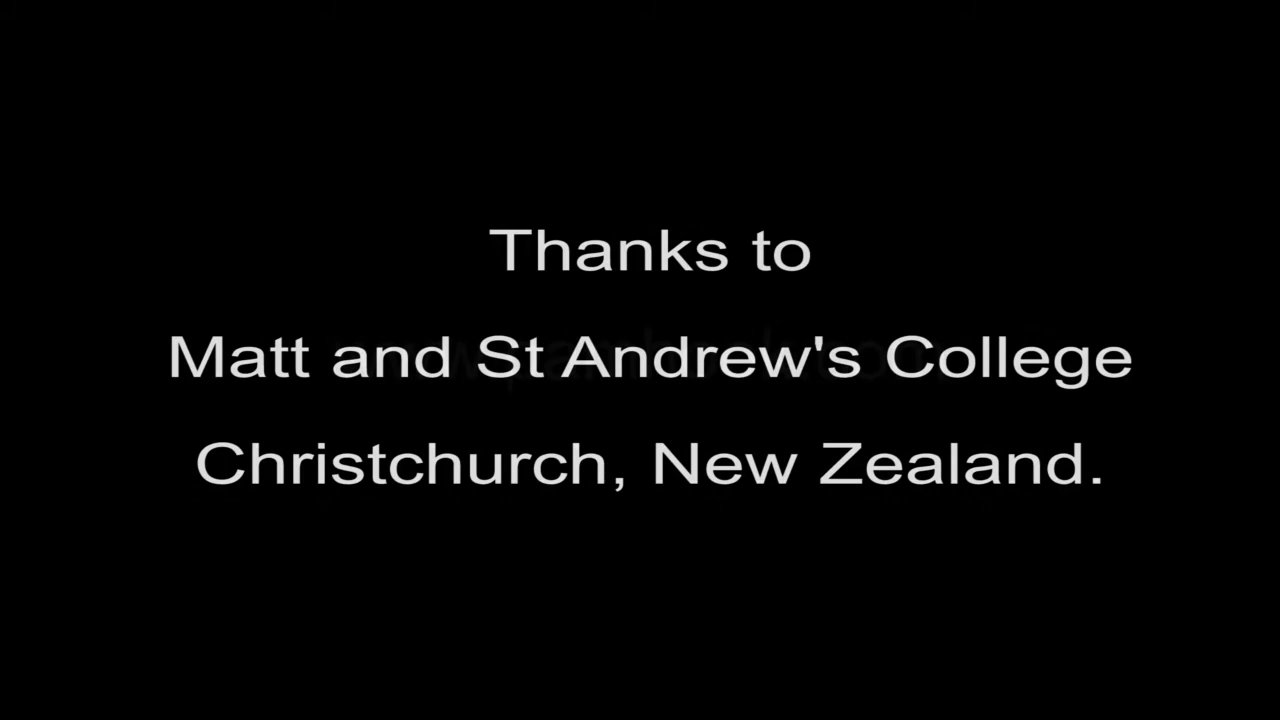 Thanks to
Matt and St Andrew's College
Christchurch, New Zealand.